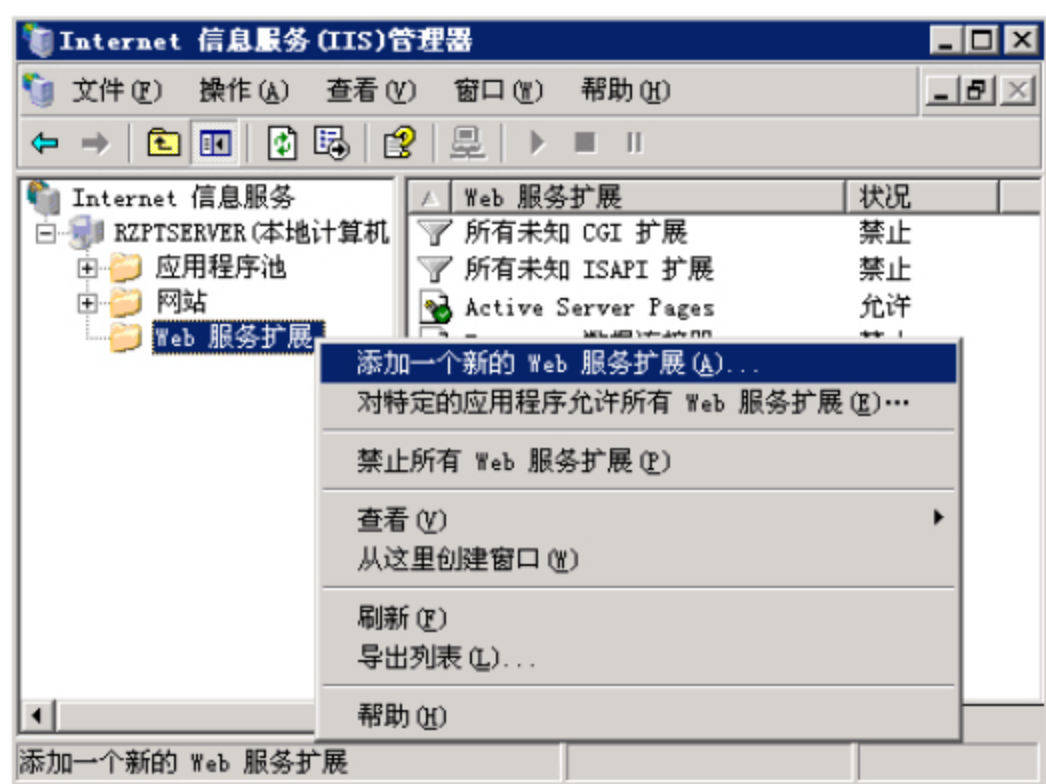 Internet 信息服务(IIS)管理器
文件(F) 操作(A) 查看(V) 窗口(W) 帮助(H)
Internet 信息服务
RZPTSERVER(本地计算机
应用程序池
网站
Web 服务扩展
Web 服务扩展 状况
所有未知 CGI 扩展 禁止
所有未知 ISAPI 扩展 禁止
Active Server Pages 允许
添加一个新的 Web 服务扩展(A)...
对特定的应用程序允许所有 Web 服务扩展(E)…
禁止所有 Web 服务扩展(P)
查看(V)
从这里创建窗口(W)
刷新(F)
导出列表(L)...
帮助(H)
添加一个新的 Web 服务扩展